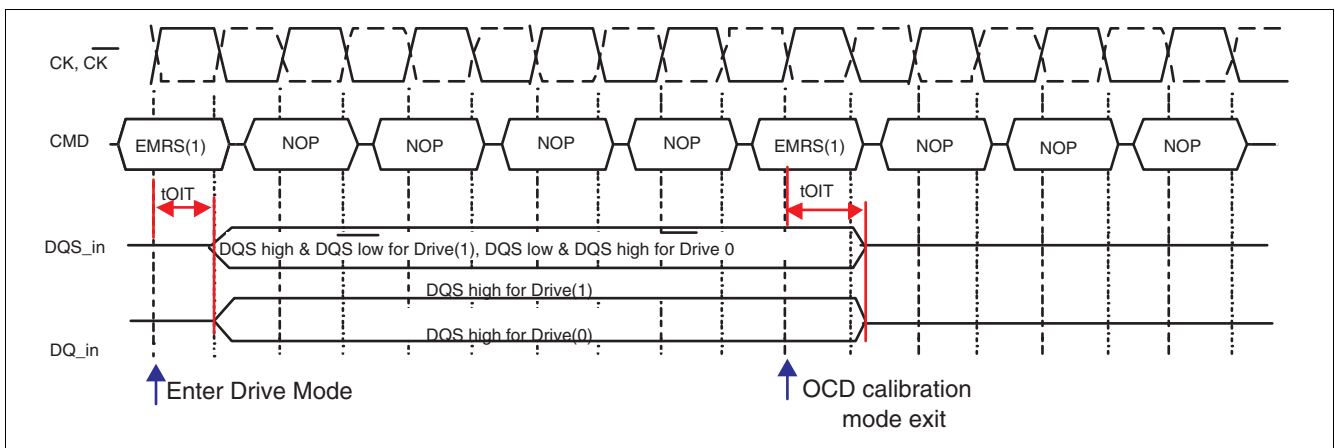 CK, CK
CMD
EMRS(1)
NOP
NOP
NOP
NOP
EMRS(1)
NOP
NOP
NOP
tOIT
tOIT
DQS_in
DQS high & DQS low for Drive(1), DQS low & DQS high for Drive 0
DQS high for Drive(1)
DQS high for Drive(0)
DQ_in
Enter Drive Mode
OCD calibration
mode exit